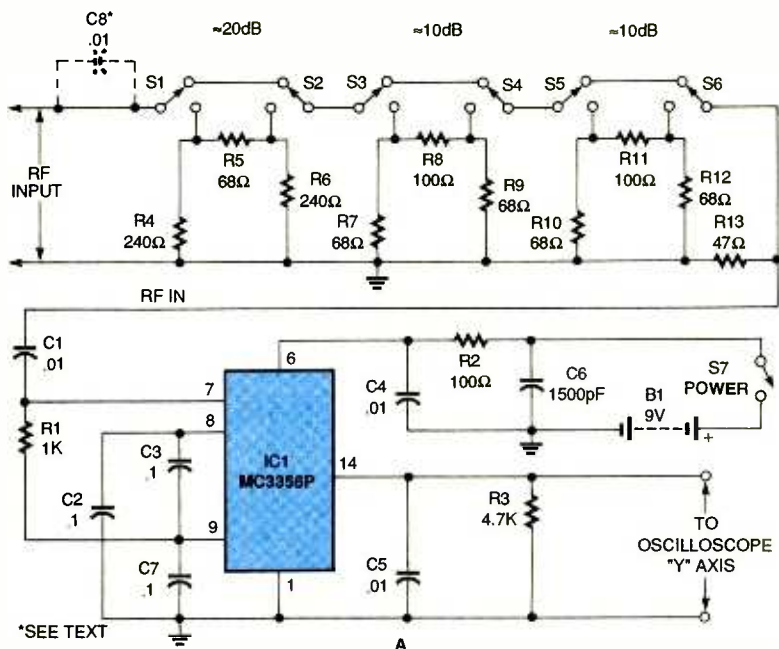 C8*
.01
≈20dB
≈10dB
≈10dB
S1
S2
S3
S4
S5
S6
RF
INPUT
R5
68Ω
R8
100Ω
R11
100Ω
R4
240Ω
R6
240Ω
R7
68Ω
R9
68Ω
R10
68Ω
R12
68Ω
R13
47Ω
RF IN
C1
.01
R1
1K
7
8
9
6
14
1
C2
.1
C3
.1
C7
.1
IC1
MC3356P
C4
.01
R2
100Ω
C6
1500pF
S7
POWER
B1
9V
+
C5
.01
R3
4.7K
TO
OSCILLOSCOPE
"Y" AXIS
*SEE TEXT
A